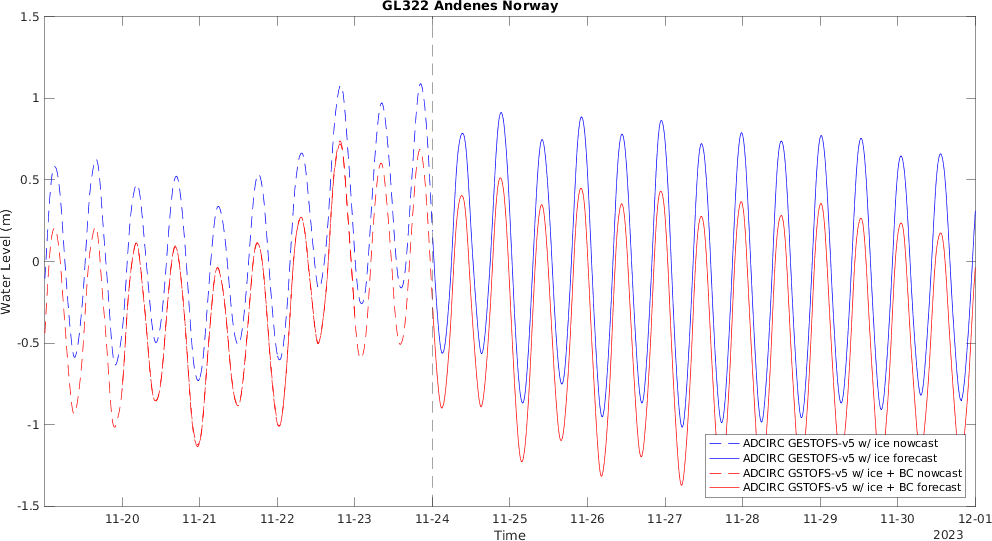 GL322 Andenes Norway
1.5
1
0.5
0
-0.5
-1
-1.5
Water Level (m)
11-20 11-21 11-22 11-23 11-24 11-25 11-26 11-27 11-28 11-29 11-30 12-01
Time
2023
ADCIRC GESTOFS-v5 w/ ice nowcast
ADCIRC GESTOFS-v5 w/ ice forecast
ADCIRC GSTOFS-v5 w/ ice + BC nowcast
ADCIRC GSTOFS-v5 w/ ice + BC forecast